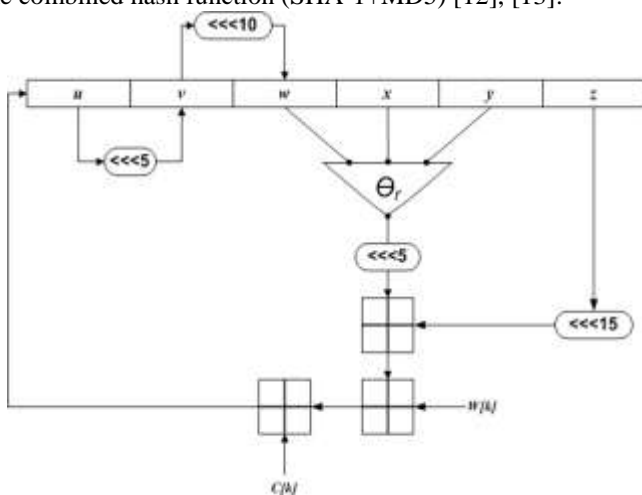 e combined hash function (SHA-1+MD5) [12], [13].
<<<10
u v w x y z
<<<5
Θr
<<<5
<<<15
W[k]
C[k]